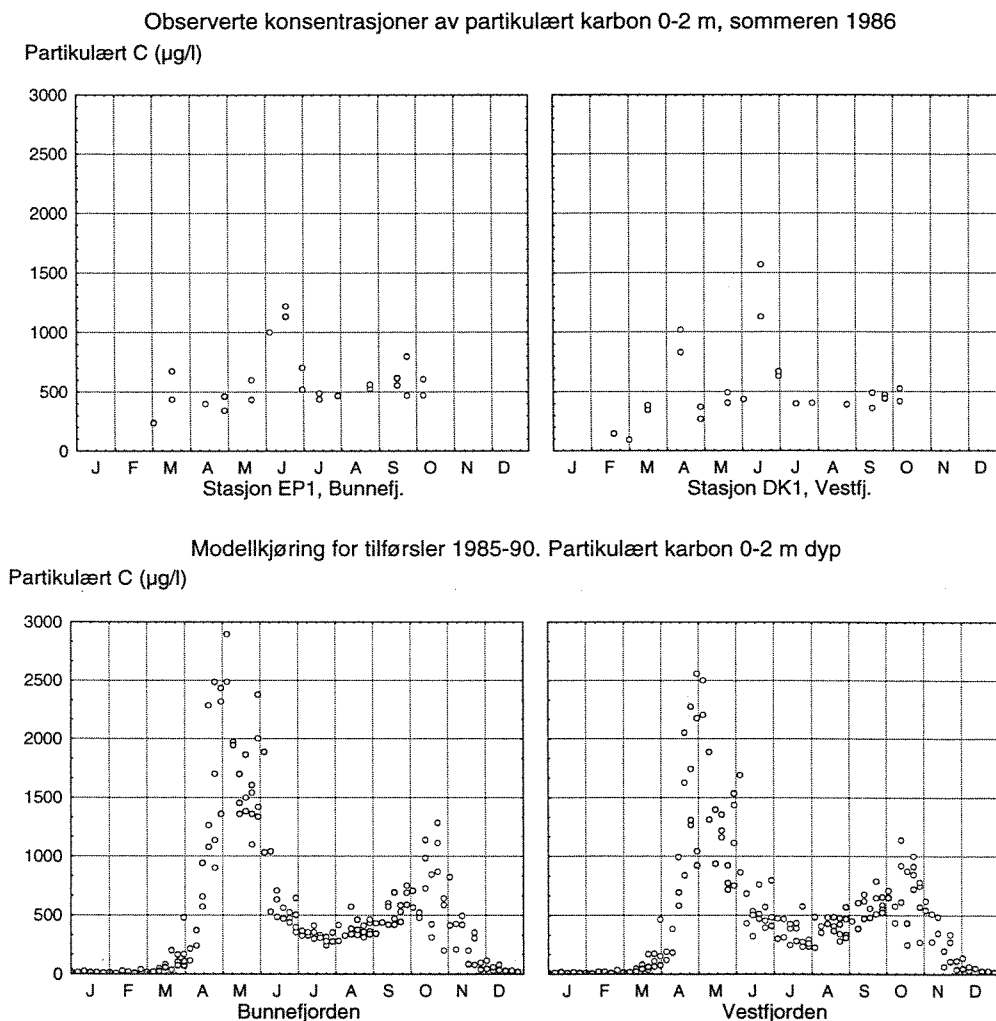 Observerte konsentrasjoner av partikulært karbon 0-2 m, sommeren 1986
Partikulært C (µg/l)
3000
2500
2000
1500
1000
500
0
J F M A M J J A S O N D
J F M A M J J A S O N D
Stasjon EP1, Bunnefj.
Stasjon DK1, Vestfj.
Modellkjøring for tilførsler 1985-90. Partikulært karbon 0-2 m dyp
Partikulært C (µg/l)
3000
2500
2000
1500
1000
500
0
J F M A M J J A S O N D
J F M A M J J A S O N D
Bunnefjorden
Vestfjorden